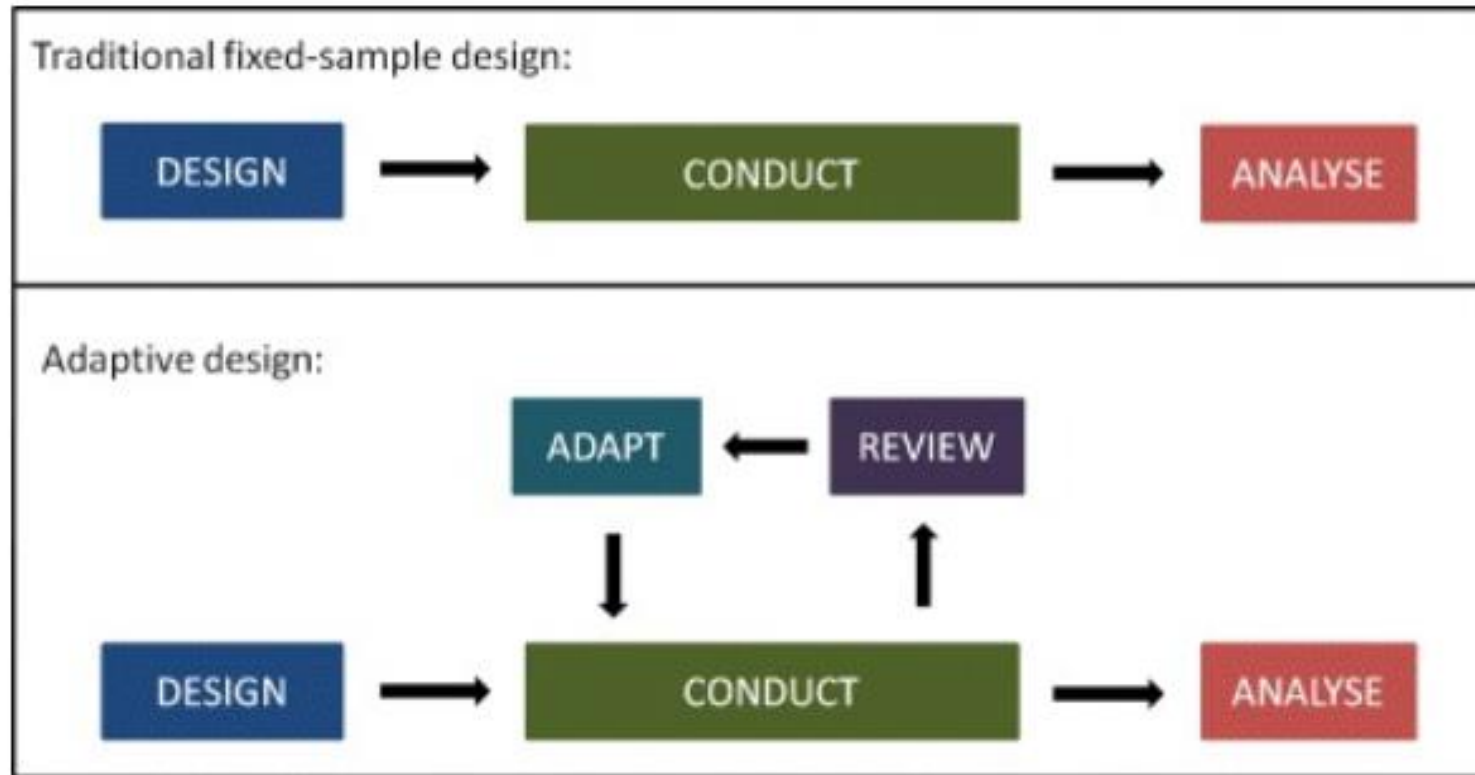 Traditional fixed-sample design:
DESIGN
CONDUCT
ANALYSE
Adaptive design:
ADAPT
REVIEW
DESIGN
CONDUCT
ANALYSE